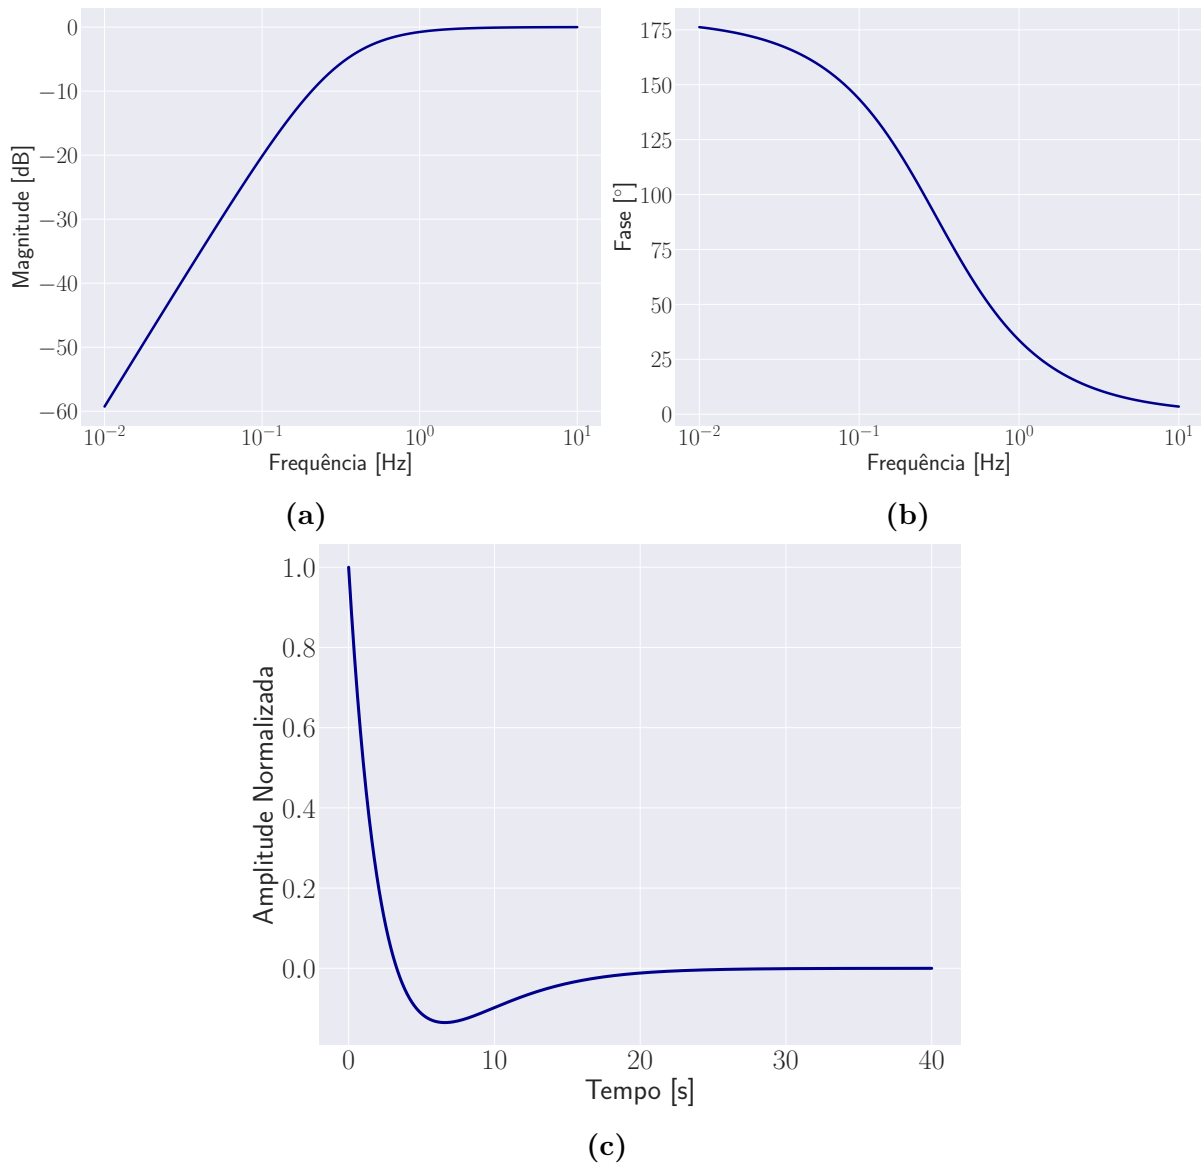 0
−10
−20
−30
−40
−50
−60
Magnitude [dB]
10⁻² 10⁻¹ 10⁰ 10¹
Frequência [Hz]
(a)
175
150
125
100
75
50
25
0
Fase [°]
10⁻² 10⁻¹ 10⁰ 10¹
Frequência [Hz]
(b)
1.0
0.8
0.6
0.4
0.2
0.0
Amplitude Normalizada
0 10 20 30 40
Tempo [s]
(c)